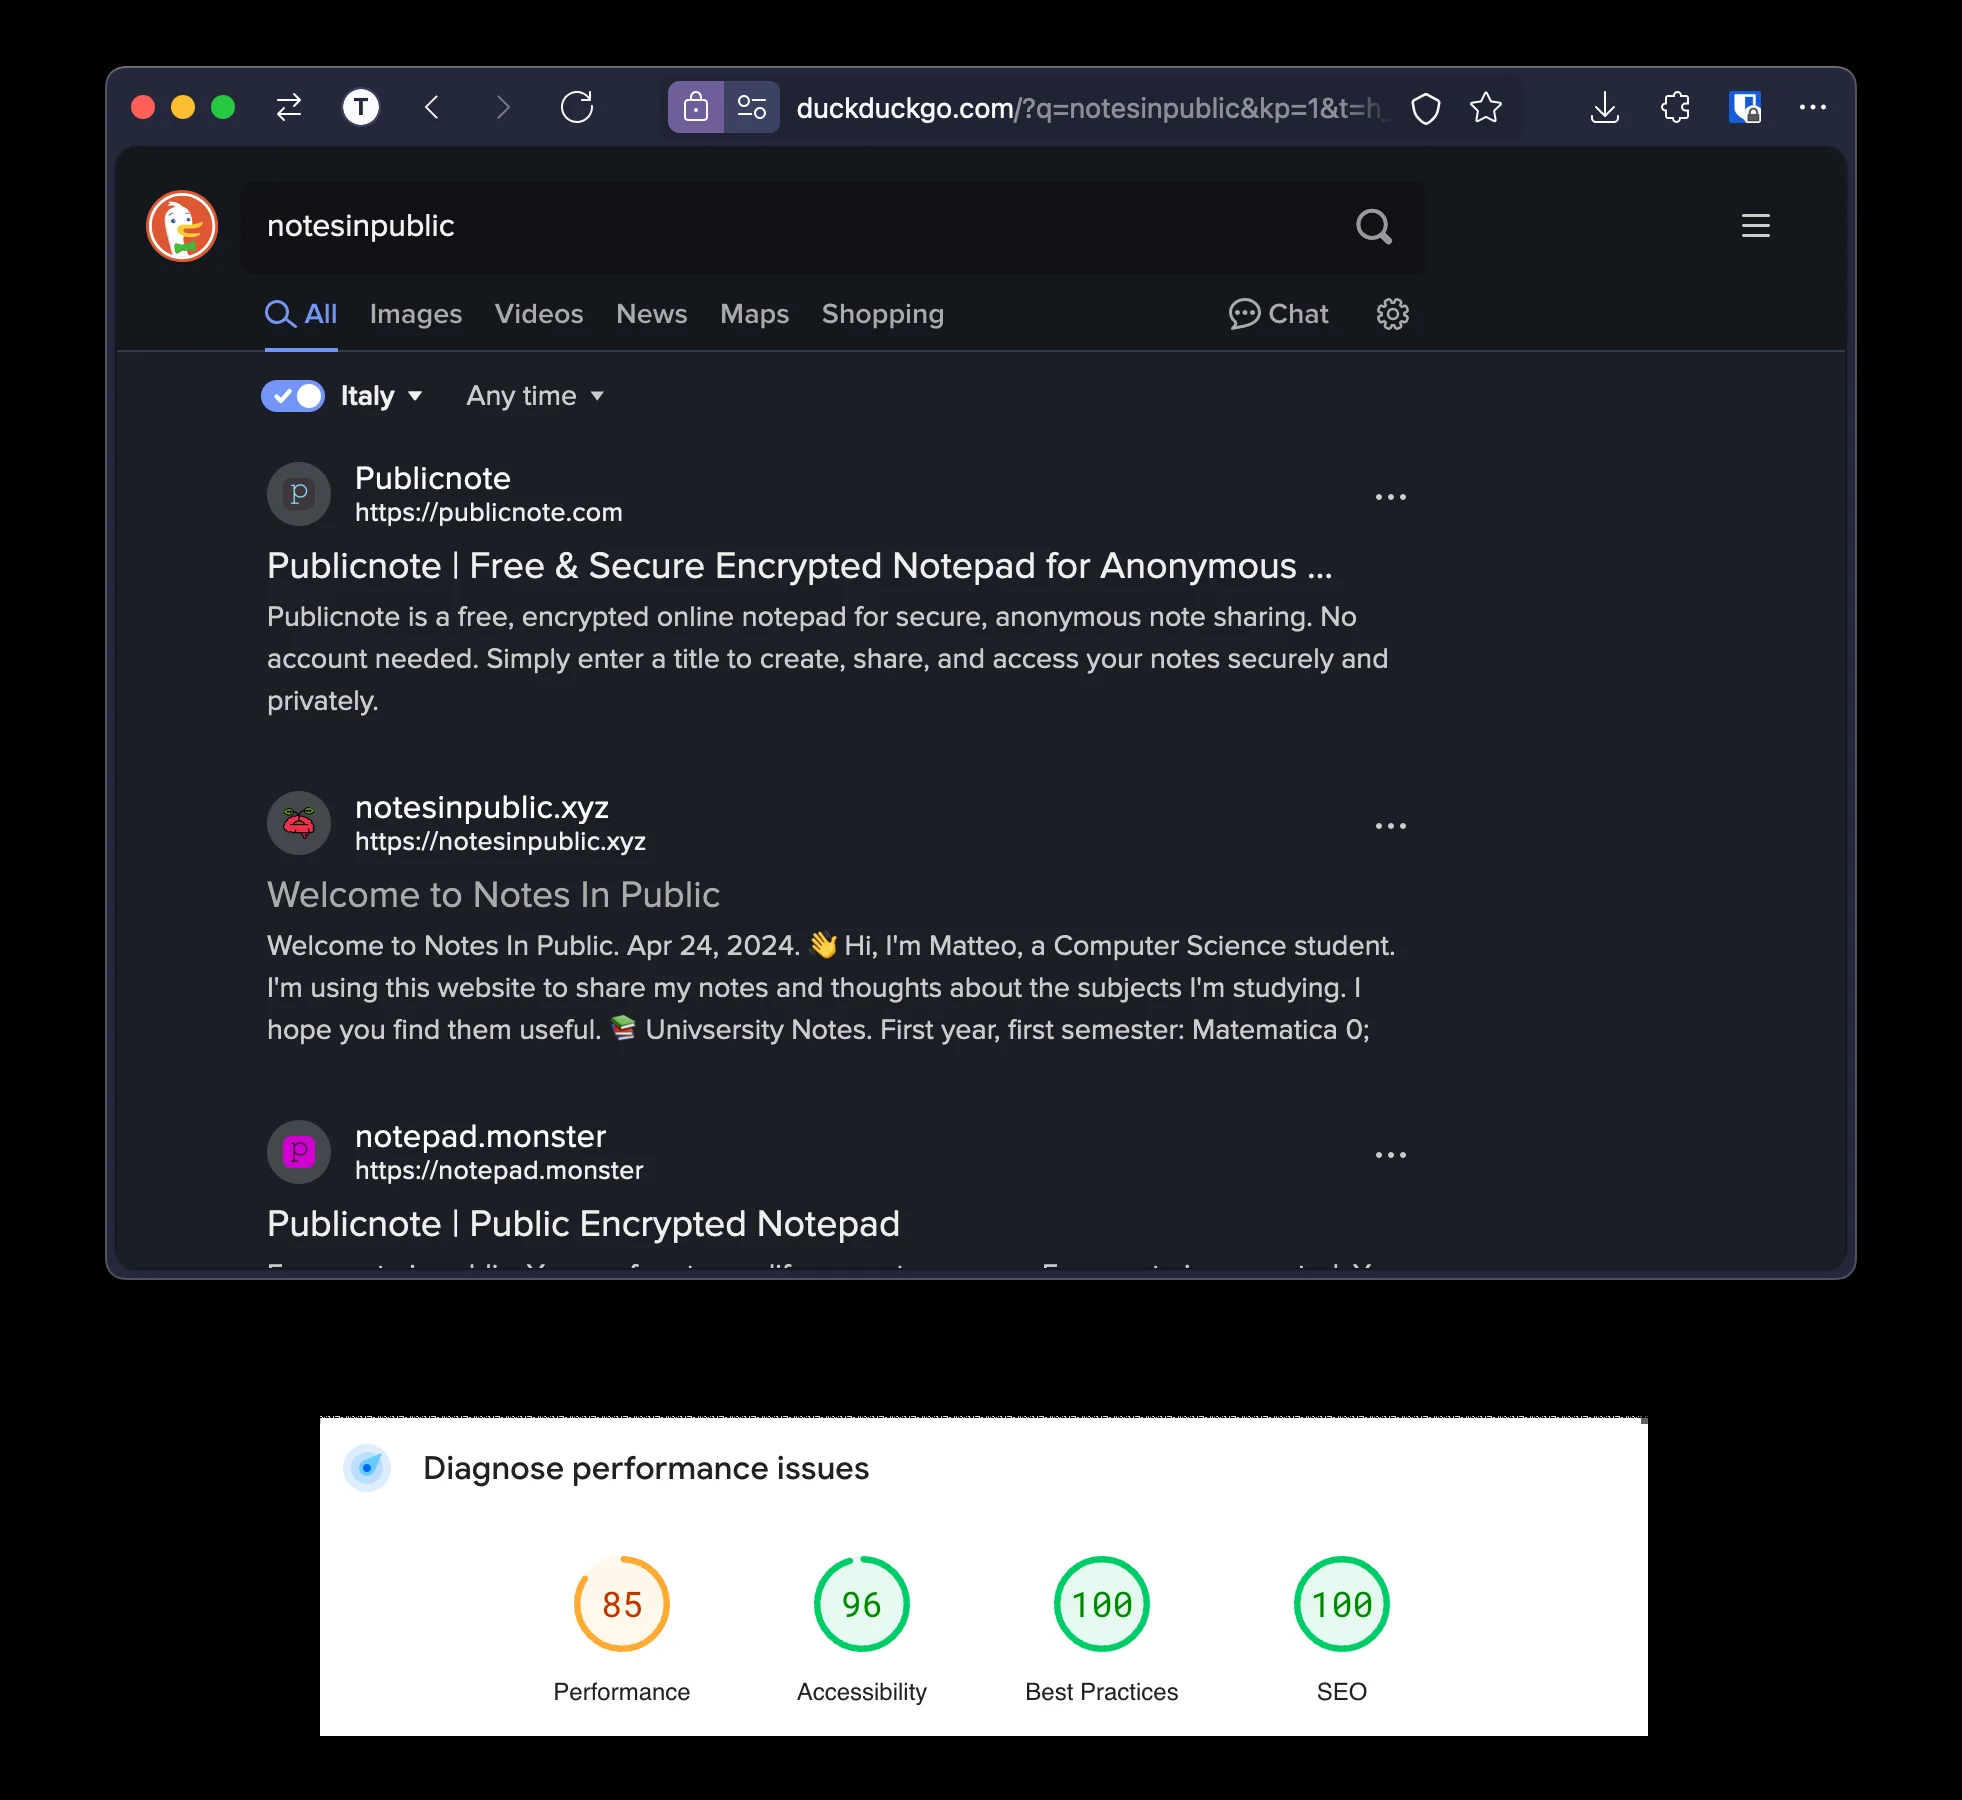 T
duckduckgo.com/?q=notesinpublic&kp=1&t=h_
notesinpublic
All Images Videos News Maps Shopping Chat
Italy Any time
p
Publicnote
https://publicnote.com
Publicnote | Free & Secure Encrypted Notepad for Anonymous ...
Publicnote is a free, encrypted online notepad for secure, anonymous note sharing. No
account needed. Simply enter a title to create, share, and access your notes securely and
privately.
notesinpublic.xyz
https://notesinpublic.xyz
Welcome to Notes In Public
Welcome to Notes In Public. Apr 24, 2024. 👋 Hi, I'm Matteo, a Computer Science student.
I'm using this website to share my notes and thoughts about the subjects I'm studying. I
hope you find them useful. 📚 Univsersity Notes. First year, first semester: Matematica 0;
p
notepad.monster
https://notepad.monster
Publicnote | Public Encrypted Notepad
Diagnose performance issues
85 96 100 100
Performance Accessibility Best Practices SEO